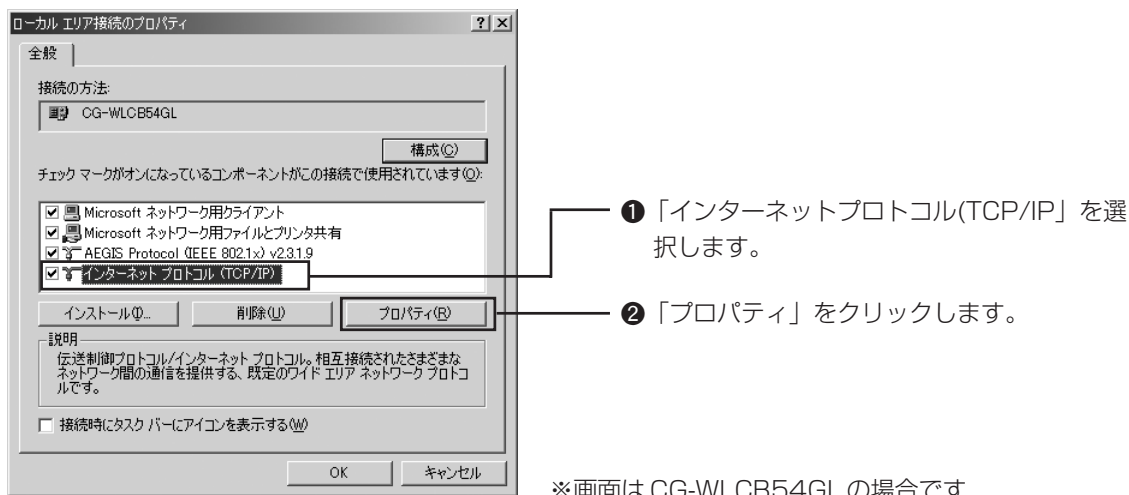 ローカル エリア接続のプロパティ
? ×
全般
接続の方法:
CG-WLCB54GL
構成(C)
チェック マークがオンになっているコンポーネントがこの接続で使用されています(O):
Microsoft ネットワーク用クライアント
Microsoft ネットワーク用ファイルとプリンタ共有
AEGIS Protocol (IEEE 802.1x) v2.3.1.9
インターネット プロトコル (TCP/IP)
インストール(I)... 削除(U) プロパティ(R)
説明
伝送制御プロトコル/インターネット プロトコル。相互接続されたさまざまな
ネットワーク間の通信を提供する、既定のワイド エリア ネットワーク プロトコ
ルです。
接続時にタスク バーにアイコンを表示する(W)
OK キャンセル
❶「インターネットプロトコル(TCP/IP」を選
択します。
❷「プロパティ」をクリックします。
※画面は CG-WLCB54GL の場合です